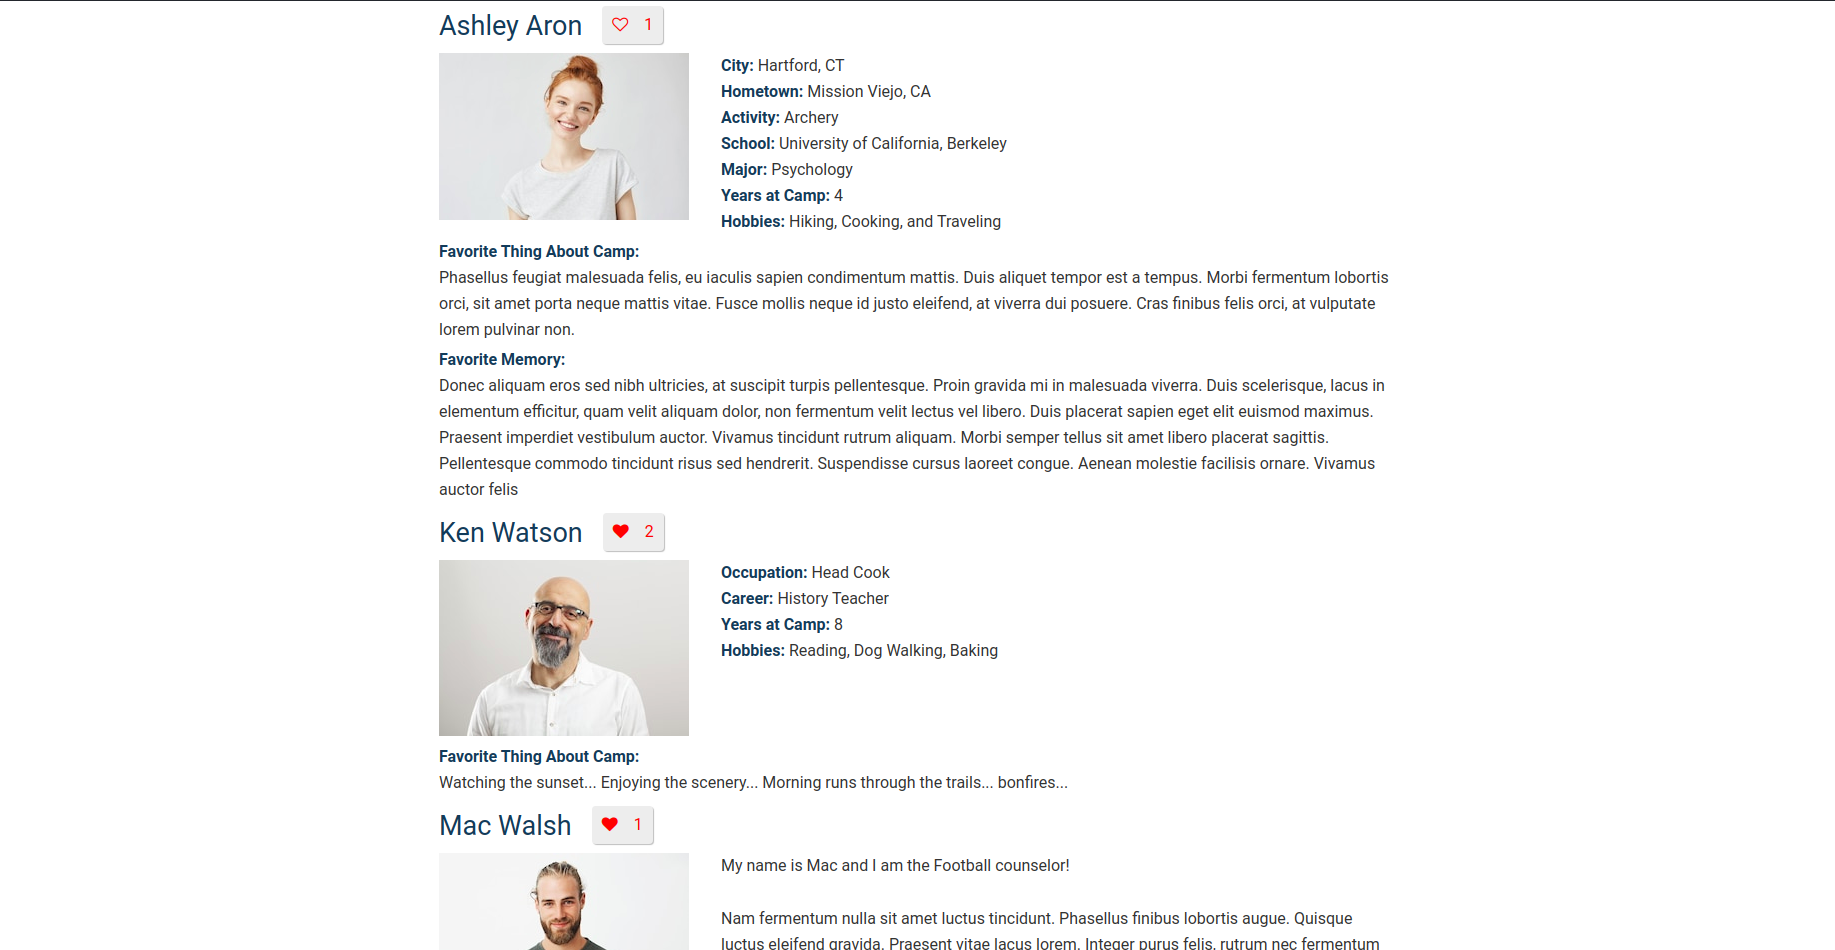 Ashley Aron 1
City: Hartford, CT
Hometown: Mission Viejo, CA
Activity: Archery
School: University of California, Berkeley
Major: Psychology
Years at Camp: 4
Hobbies: Hiking, Cooking, and Traveling
Favorite Thing About Camp:
Phasellus feugiat malesuada felis, eu iaculis sapien condimentum mattis. Duis aliquet tempor est a tempus. Morbi fermentum lobortis
orci, sit amet porta neque mattis vitae. Fusce mollis neque id justo eleifend, at viverra dui posuere. Cras finibus felis orci, at vulputate
lorem pulvinar non.
Favorite Memory:
Donec aliquam eros sed nibh ultricies, at suscipit turpis pellentesque. Proin gravida mi in malesuada viverra. Duis scelerisque, lacus in
elementum efficitur, quam velit aliquam dolor, non fermentum velit lectus vel libero. Duis placerat sapien eget elit euismod maximus.
Praesent imperdiet vestibulum auctor. Vivamus tincidunt rutrum aliquam. Morbi semper tellus sit amet libero placerat sagittis.
Pellentesque commodo tincidunt risus sed hendrerit. Suspendisse cursus laoreet congue. Aenean molestie facilisis ornare. Vivamus
auctor felis
Ken Watson 2
Occupation: Head Cook
Career: History Teacher
Years at Camp: 8
Hobbies: Reading, Dog Walking, Baking
Favorite Thing About Camp:
Watching the sunset... Enjoying the scenery... Morning runs through the trails... bonfires...
Mac Walsh 1
My name is Mac and I am the Football counselor!
Nam fermentum nulla sit amet luctus tincidunt. Phasellus finibus lobortis augue. Quisque
luctus eleifend gravida. Praesent vitae lacus lorem. Integer purus felis, rutrum nec fermentum